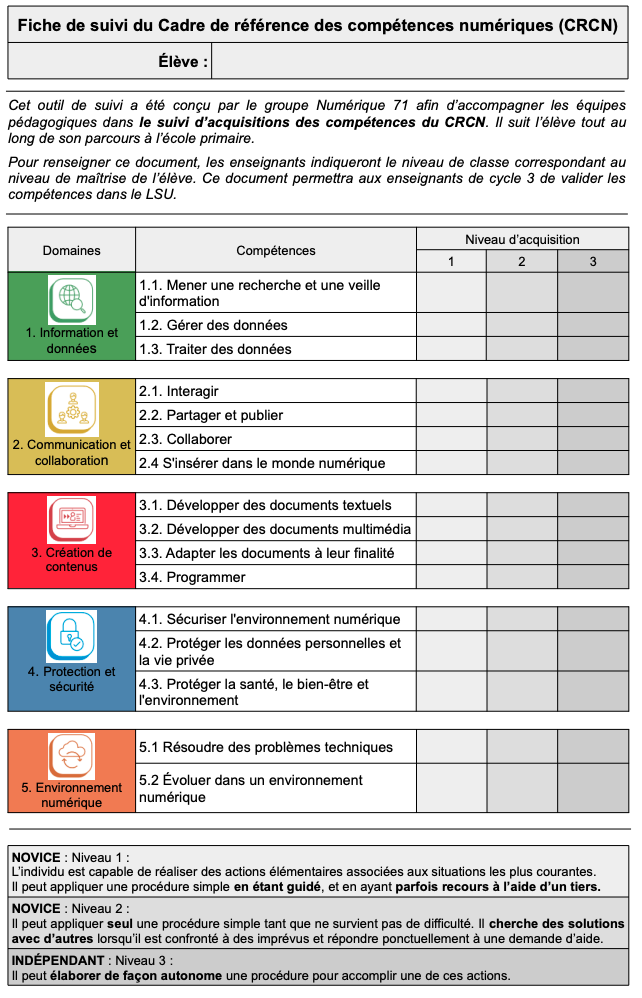 Fiche de suivi du Cadre de référence des compétences numériques (CRCN)
Élève :
Cet outil de suivi a été conçu par le groupe Numérique 71 afin d'accompagner les équipes
pédagogiques dans le suivi d'acquisitions des compétences du CRCN. Il suit l'élève tout au
long de son parcours à l'école primaire.
Pour renseigner ce document, les enseignants indiqueront le niveau de classe correspondant au
niveau de maîtrise de l'élève. Ce document permettra aux enseignants de cycle 3 de valider les
compétences dans le LSU.
Domaines
Compétences
Niveau d'acquisition
1 2 3
1. Information et
données
1.1. Mener une recherche et une veille
d'information
1.2. Gérer des données
1.3. Traiter des données
2. Communication et
collaboration
2.1. Interagir
2.2. Partager et publier
2.3. Collaborer
2.4 S'insérer dans le monde numérique
3. Création de
contenus
3.1. Développer des documents textuels
3.2. Développer des documents multimédia
3.3. Adapter les documents à leur finalité
3.4. Programmer
4. Protection et
sécurité
4.1. Sécuriser l'environnement numérique
4.2. Protéger les données personnelles et
la vie privée
4.3. Protéger la santé, le bien-être et
l'environnement
5. Environnement
numérique
5.1 Résoudre des problèmes techniques
5.2 Évoluer dans un environnement
numérique
NOVICE : Niveau 1 :
L'individu est capable de réaliser des actions élémentaires associées aux situations les plus courantes.
Il peut appliquer une procédure simple en étant guidé, et en ayant parfois recours à l'aide d'un tiers.
NOVICE : Niveau 2 :
Il peut appliquer seul une procédure simple tant que ne survient pas de difficulté. Il cherche des solutions
avec d'autres lorsqu'il est confronté à des imprévus et répondre ponctuellement à une demande d'aide.
INDÉPENDANT : Niveau 3 :
Il peut élaborer de façon autonome une procédure pour accomplir une de ces actions.